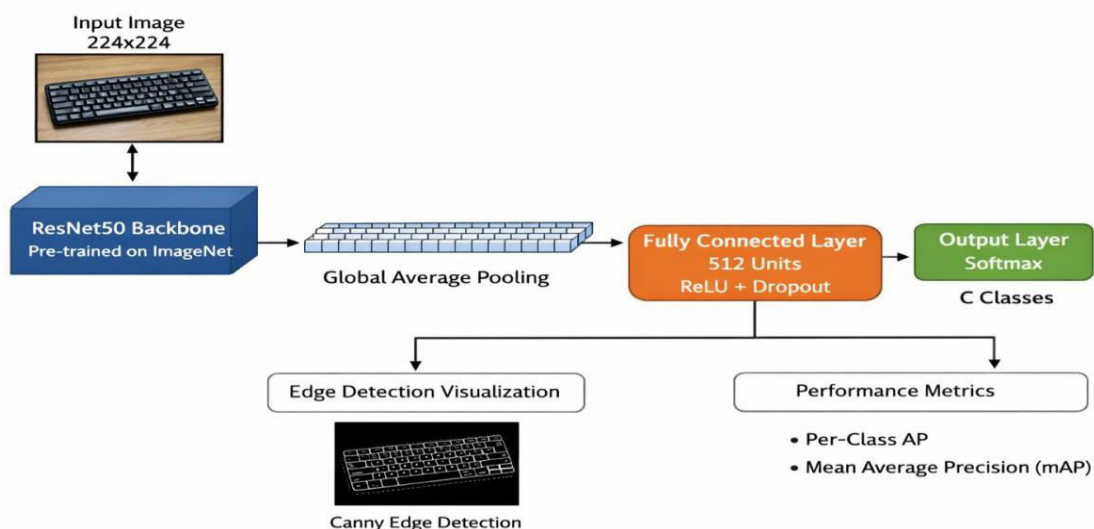 Input Image
224x224
ResNet50 Backbone
Pre-trained on ImageNet
Global Average Pooling
Fully Connected Layer
512 Units
ReLU + Dropout
Output Layer
Softmax
C Classes
Edge Detection Visualization
Canny Edge Detection
Performance Metrics
• Per-Class AP
• Mean Average Precision (mAP)